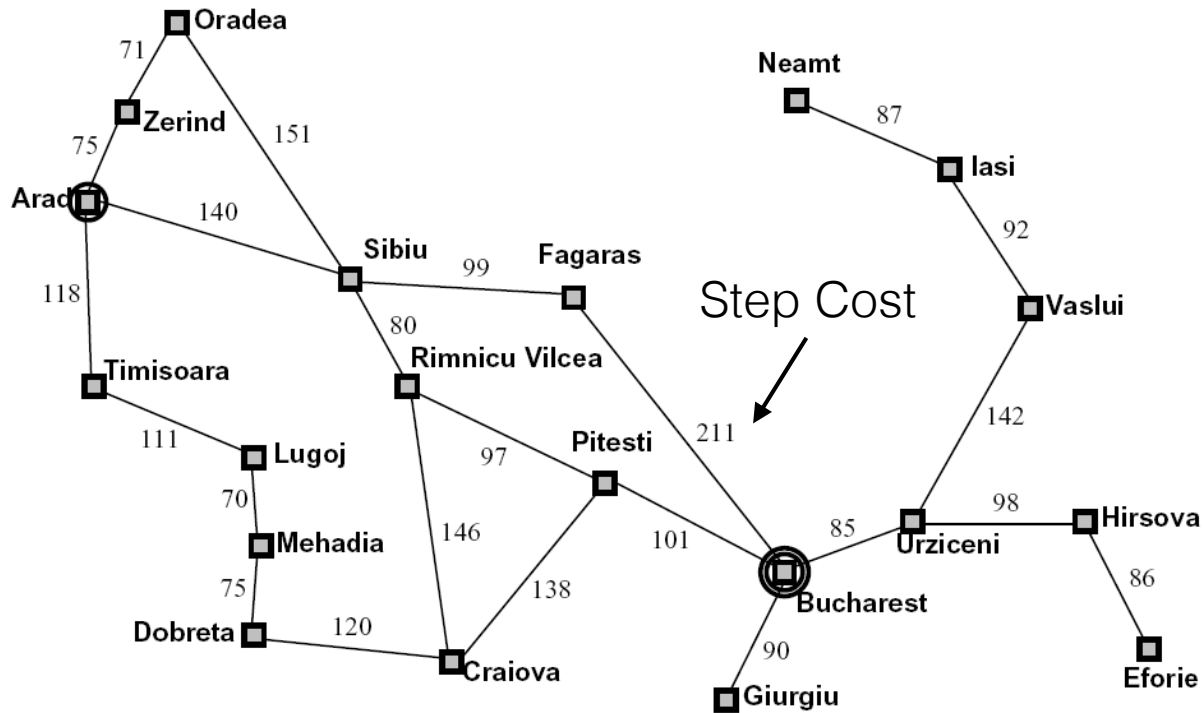 Oradea
71
Neamt
Zerind
87
75
151
Iasi
Arad
140
92
Sibiu
Fagaras
99
118
Step Cost
Vaslui
80
Timisoara
Rimnicu Vilcea
142
211
111
Lugoj
97
Pitesti
70
98
Hirsova
Mehadia
146
101
85
Urziceni
75
138
86
Bucharest
Dobreta
120
90
Craiova
Eforie
Giurgiu